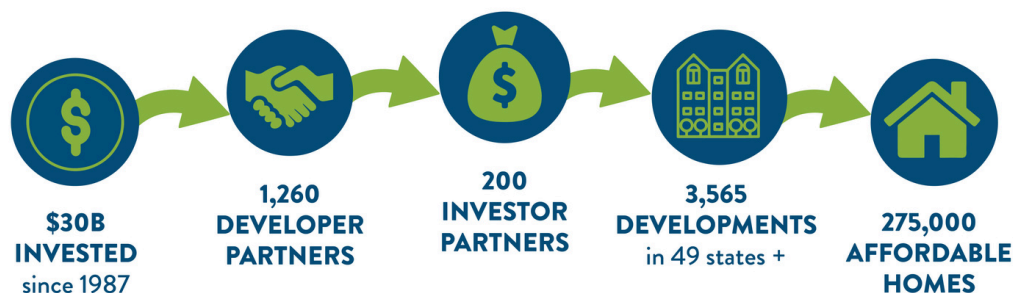 $
$
$30B
INVESTED
since 1987
1,260
DEVELOPER
PARTNERS
200
INVESTOR
PARTNERS
3,565
DEVELOPMENTS
in 49 states +
275,000
AFFORDABLE
HOMES